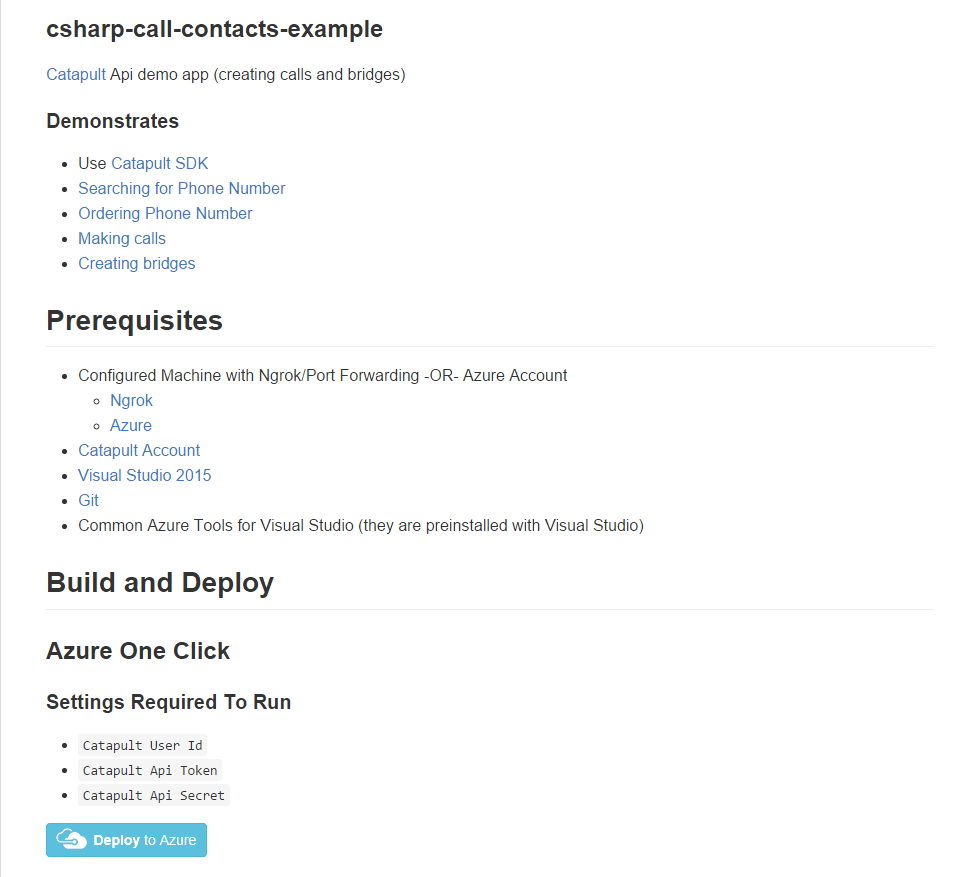 csharp-call-contacts-example
Catapult Api demo app (creating calls and bridges)
Demonstrates
Use Catapult SDK
Searching for Phone Number
Ordering Phone Number
Making calls
Creating bridges
Prerequisites
Configured Machine with Ngrok/Port Forwarding -OR- Azure Account
Ngrok
Azure
Catapult Account
Visual Studio 2015
Git
Common Azure Tools for Visual Studio (they are preinstalled with Visual Studio)
Build and Deploy
Azure One Click
Settings Required To Run
Catapult User Id
Catapult Api Token
Catapult Api Secret
Deploy to Azure